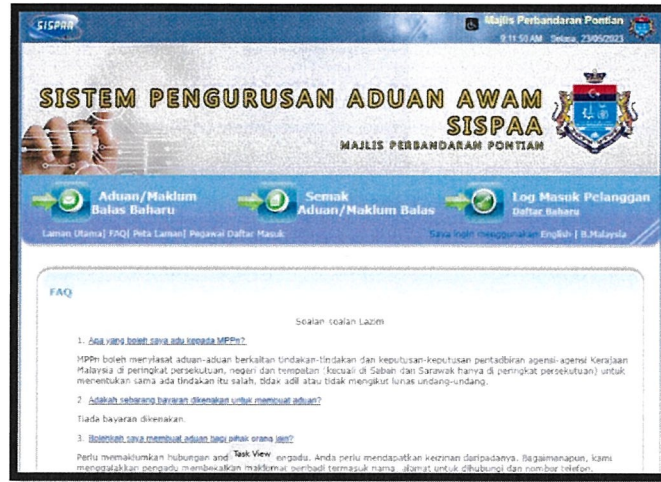 SISPAA
Majlis Perbandaran Pontian
9:11:50 AM Selasa, 23/05/2023
SISTEM PENGURUSAN ADUAN AWAM
SISPAA
MAJLIS PERBANDARAN PONTIAN
Aduan/Maklum Balas Baharu
Semak Aduan/Maklum Balas
Log Masuk Pelanggan
Daftar Baharu
Laman Utama| FAQ| Peta Laman| Pegawai Daftar Masuk
Saya login menggunakan English | B.Malaysia
FAQ
Soalan soalan Lazim
1. Apa yang boleh saya adu kepada MPPn?
MPPn boleh menyiasat aduan-aduan berkaitan tindakan-tindakan dan keputusan-keputusan pentadbiran agensi-agensi Kerajaan
Malaysia di peringkat persekutuan, negeri dan tempatan (kecuali di Sabah dan Sarawak hanya di peringkat persekutuan) untuk
menentukan sama ada tindakan itu salah, tidak adil atau tidak mengikut lunas undang-undang.
2. Adakah sebarang bayaran dikenakan untuk membuat aduan?
Tiada bayaran dikenakan.
3. Bolehkah saya membuat aduan bagi pihak orang lain?
Perlu memaklumkan hubungan and Task View engadu. Anda perlu mendapatkan keizinan daripadanya. Bagaimanapun, kami
menggalakkan pengadu membekalkan maklumat peribadi termasuk nama, alamat untuk dihubungi dan nombor telefon.